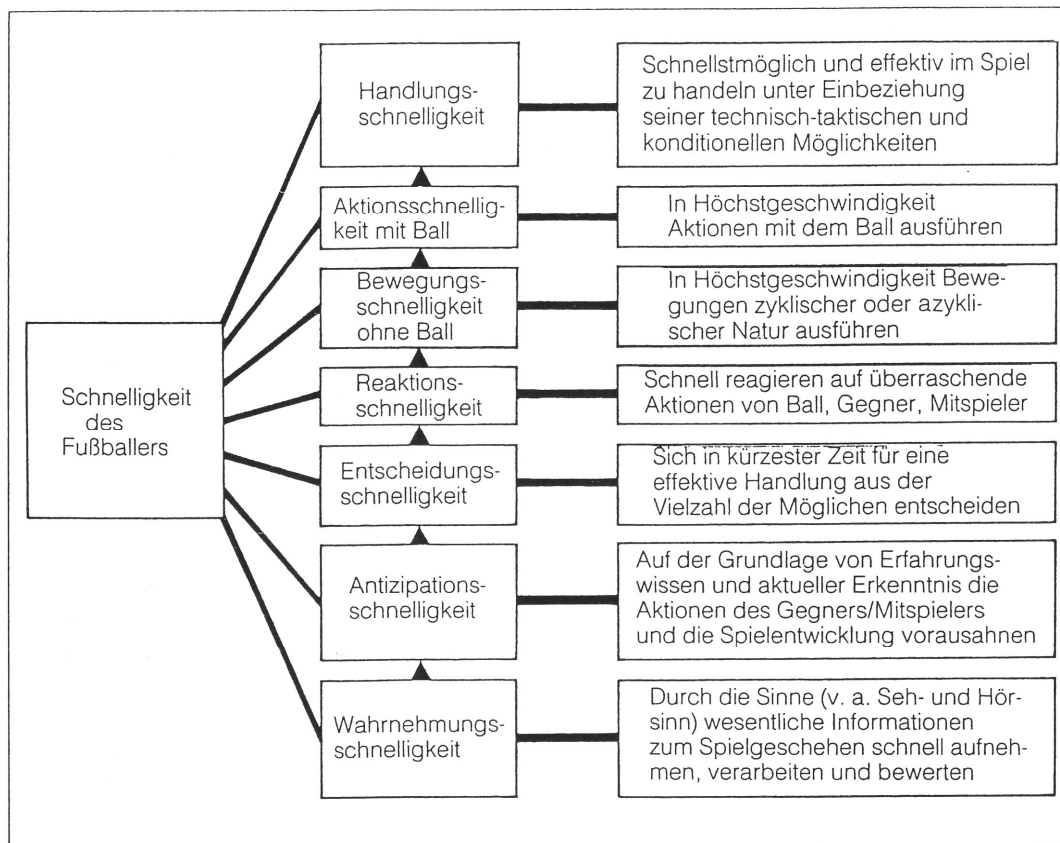 Schnelligkeit
des
Fußballers
Handlungs-
schnelligkeit
Schnellstmöglich und effektiv im Spiel
zu handeln unter Einbeziehung
seiner technisch-taktischen und
konditionellen Möglichkeiten
Aktionsschnellig-
keit mit Ball
In Höchstgeschwindigkeit
Aktionen mit dem Ball ausführen
Bewegungs-
schnelligkeit
ohne Ball
In Höchstgeschwindigkeit Bewe-
gungen zyklischer oder azykli-
scher Natur ausführen
Reaktions-
schnelligkeit
Schnell reagieren auf überraschende
Aktionen von Ball, Gegner, Mitspieler
Entscheidungs-
schnelligkeit
Sich in kürzester Zeit für eine
effektive Handlung aus der
Vielzahl der Möglichen entscheiden
Antizipations-
schnelligkeit
Auf der Grundlage von Erfahrungs-
wissen und aktueller Erkenntnis die
Aktionen des Gegners/Mitspielers
und die Spielentwicklung vorausahnen
Wahrnehmungs-
schnelligkeit
Durch die Sinne (v. a. Seh- und Hör-
sinn) wesentliche Informationen
zum Spielgeschehen schnell aufneh-
men, verarbeiten und bewerten